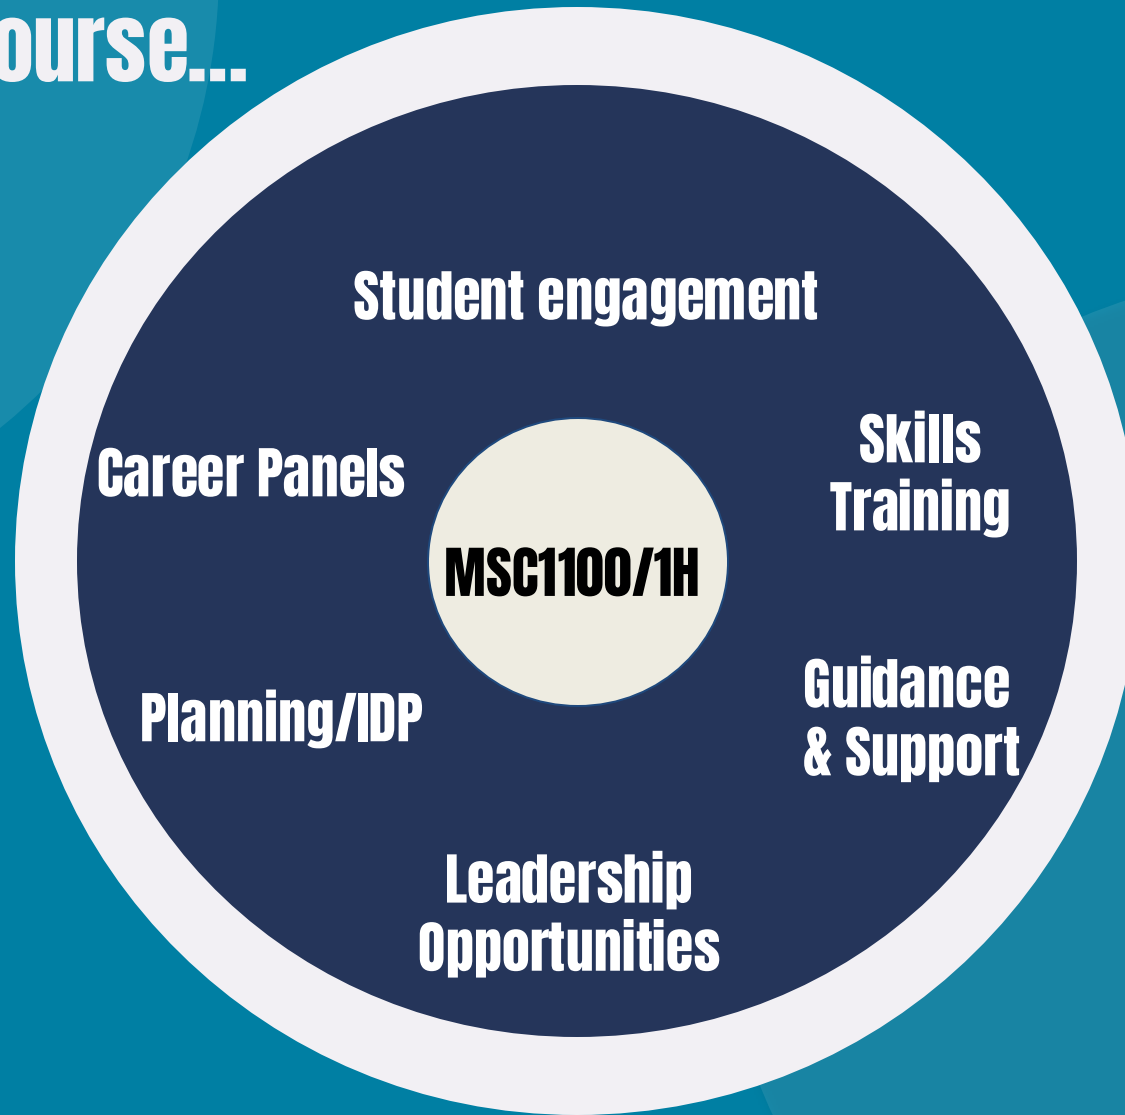 ourse...
Student engagement
Skills
Training
Career Panels
MSC1100/1H
Guidance
& Support
Planning/IDP
Leadership
Opportunities